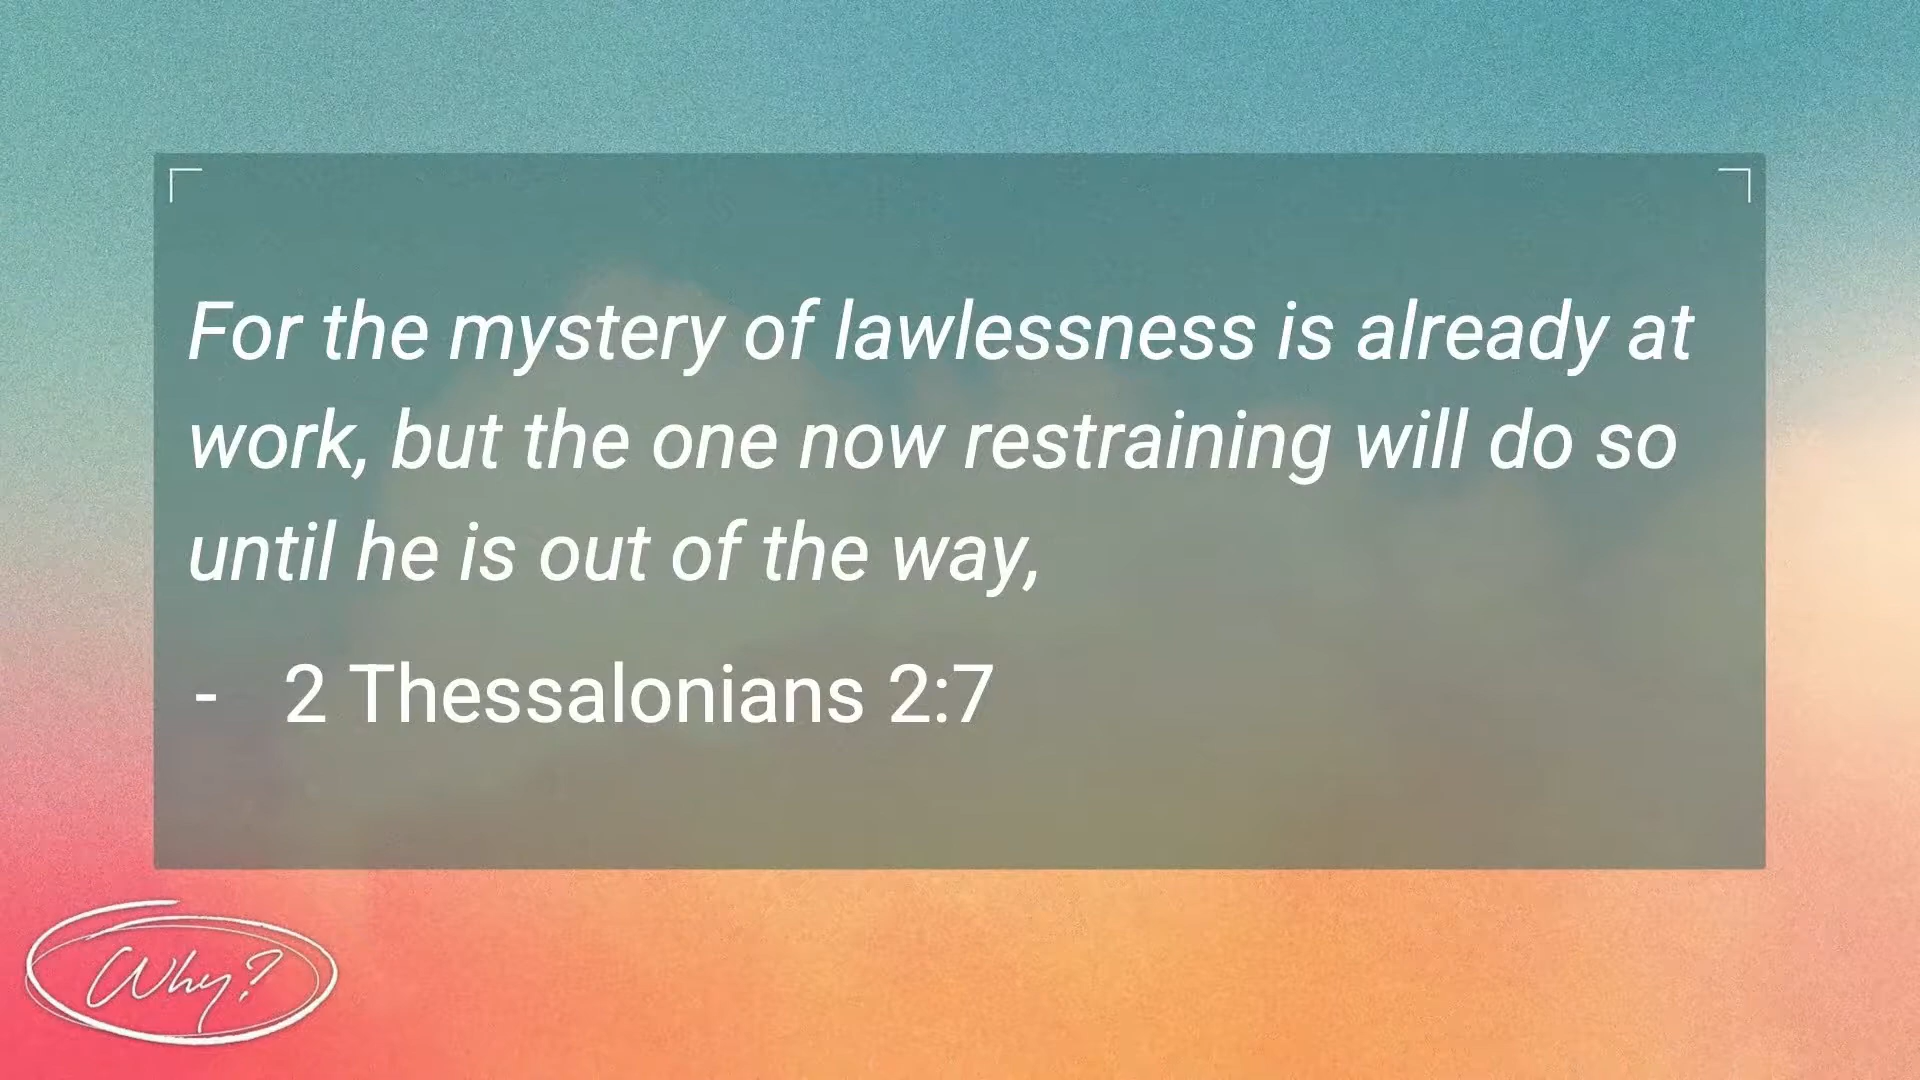 For the mystery of lawlessness is already at
work, but the one now restraining will do so
until he is out of the way,
- 2 Thessalonians 2:7
Why?